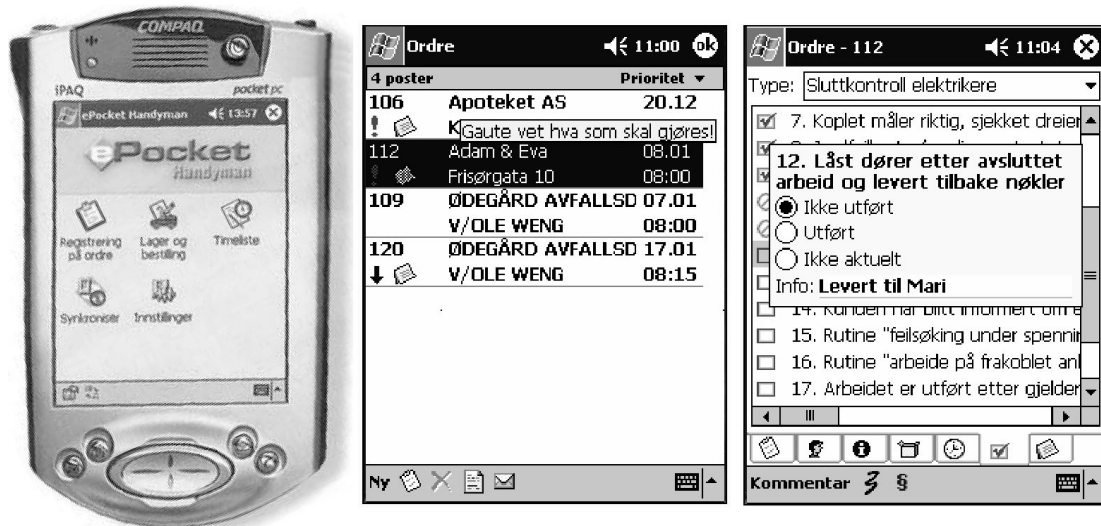 COMPAQ
iPAQ
pocket pc
ePocket Handyman 13:57
ePocket
Handyman
Registrering på ordre
Lager og bestilling
Timeliste
Synkroniser
Innstillinger
Ordre 11:00 ok
4 poster Prioritet
106 Apoteket AS 20.12
K Gaute vet hva som skal gjøres!
112 Adam & Eva 08.01
Frisørgata 10 08:00
109 ØDEGÅRD AVFALLSD 07.01
V/OLE WENG 08:00
120 ØDEGÅRD AVFALLSD 17.01
V/OLE WENG 08:15
Ny
Ordre - 112 11:04
Type: Sluttkontroll elektrikere
7. Koplet måler riktig, sjekket dreier
12. Låst dører etter avsluttet
arbeid og levert tilbake nøkler
Ikke utført
Utført
Ikke aktuelt
Info: Levert til Mari
14. Kunden har blitt informert om e
15. Rutine "feilsøking under spennin
16. Rutine "arbeide på frakoblet anl
17. Arbeidet er utført etter gjelder
Kommentar §